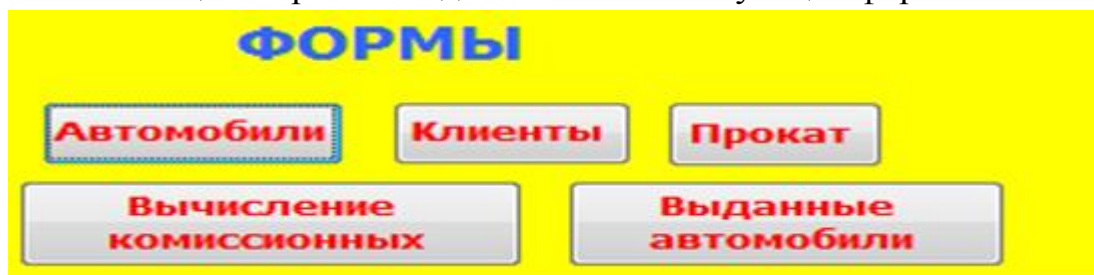 ФОРМЫ
Автомобили Клиенты Прокат
Вычисление
комиссионных
Выданные
автомобили